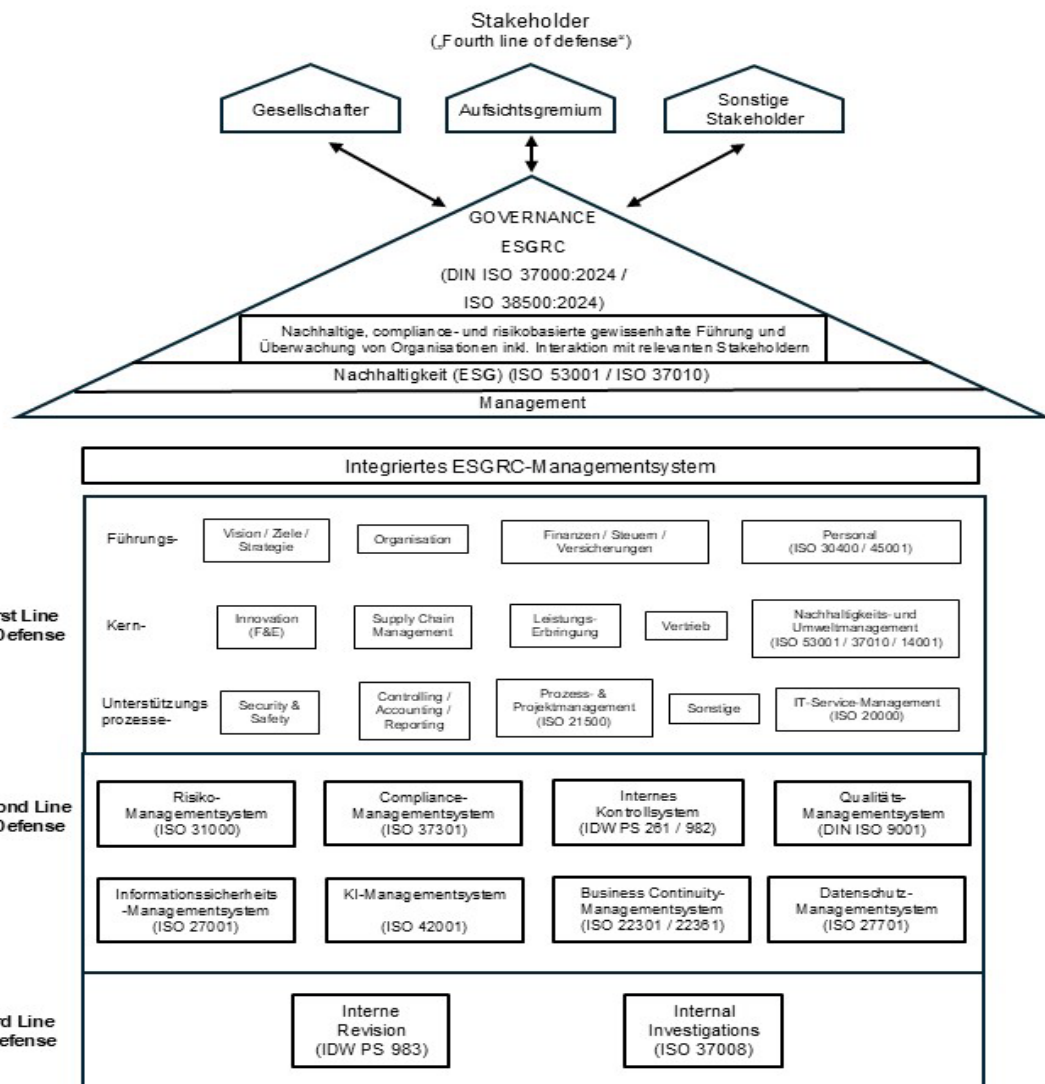 Stakeholder
(„Fourth line of defense“)
Gesellschafter
Aufsichtsgremium
Sonstige
Stakeholder
GOVERNANCE
ESGRC
(DIN ISO 37000:2024 /
ISO 38500:2024)
Nachhaltige, compliance- und risikobasierte gewissenhafte Führung und
Überwachung von Organisationen inkl. Interaktion mit relevanten Stakeholdern
Nachhaltigkeit (ESG) (ISO 53001 / ISO 37010)
Management
Integriertes ESGRC-Managementsystem
Führungs-
Vision / Ziele /
Strategie
Organisation
Finanzen / Steuern /
Versicherungen
Personal
(ISO 30400 / 45001)
rst Line
Defense
Kern-
Innovation
(F&E)
Supply Chain
Management
Leistungs-
Erbringung
Vertrieb
Nachhaltigkeits- und
Umweltmanagement
(ISO 53001 / 37010 / 14001)
Unterstützungs
prozesse-
Security &
Safety
Controlling /
Accounting /
Reporting
Prozess- &
Projektmanagement
(ISO 21500)
Sonstige
IT-Service-Management
(ISO 20000)
ond Line
Defense
Risiko-
Managementsystem
(ISO 31000)
Compliance-
Managementsystem
(ISO 37301)
Internes
Kontrollsystem
(IDW PS 261 / 982)
Qualitäts-
Managementsystem
(DIN ISO 9001)
Informationssicherheits
-Managementsystem
(ISO 27001)
KI-Managementsystem
(ISO 42001)
Business Continuity-
Managementsystem
(ISO 22301 / 22361)
Datenschutz-
Managementsystem
(ISO 27701)
rd Line
efense
Interne
Revision
(IDW PS 983)
Internal
Investigations
(ISO 37008)